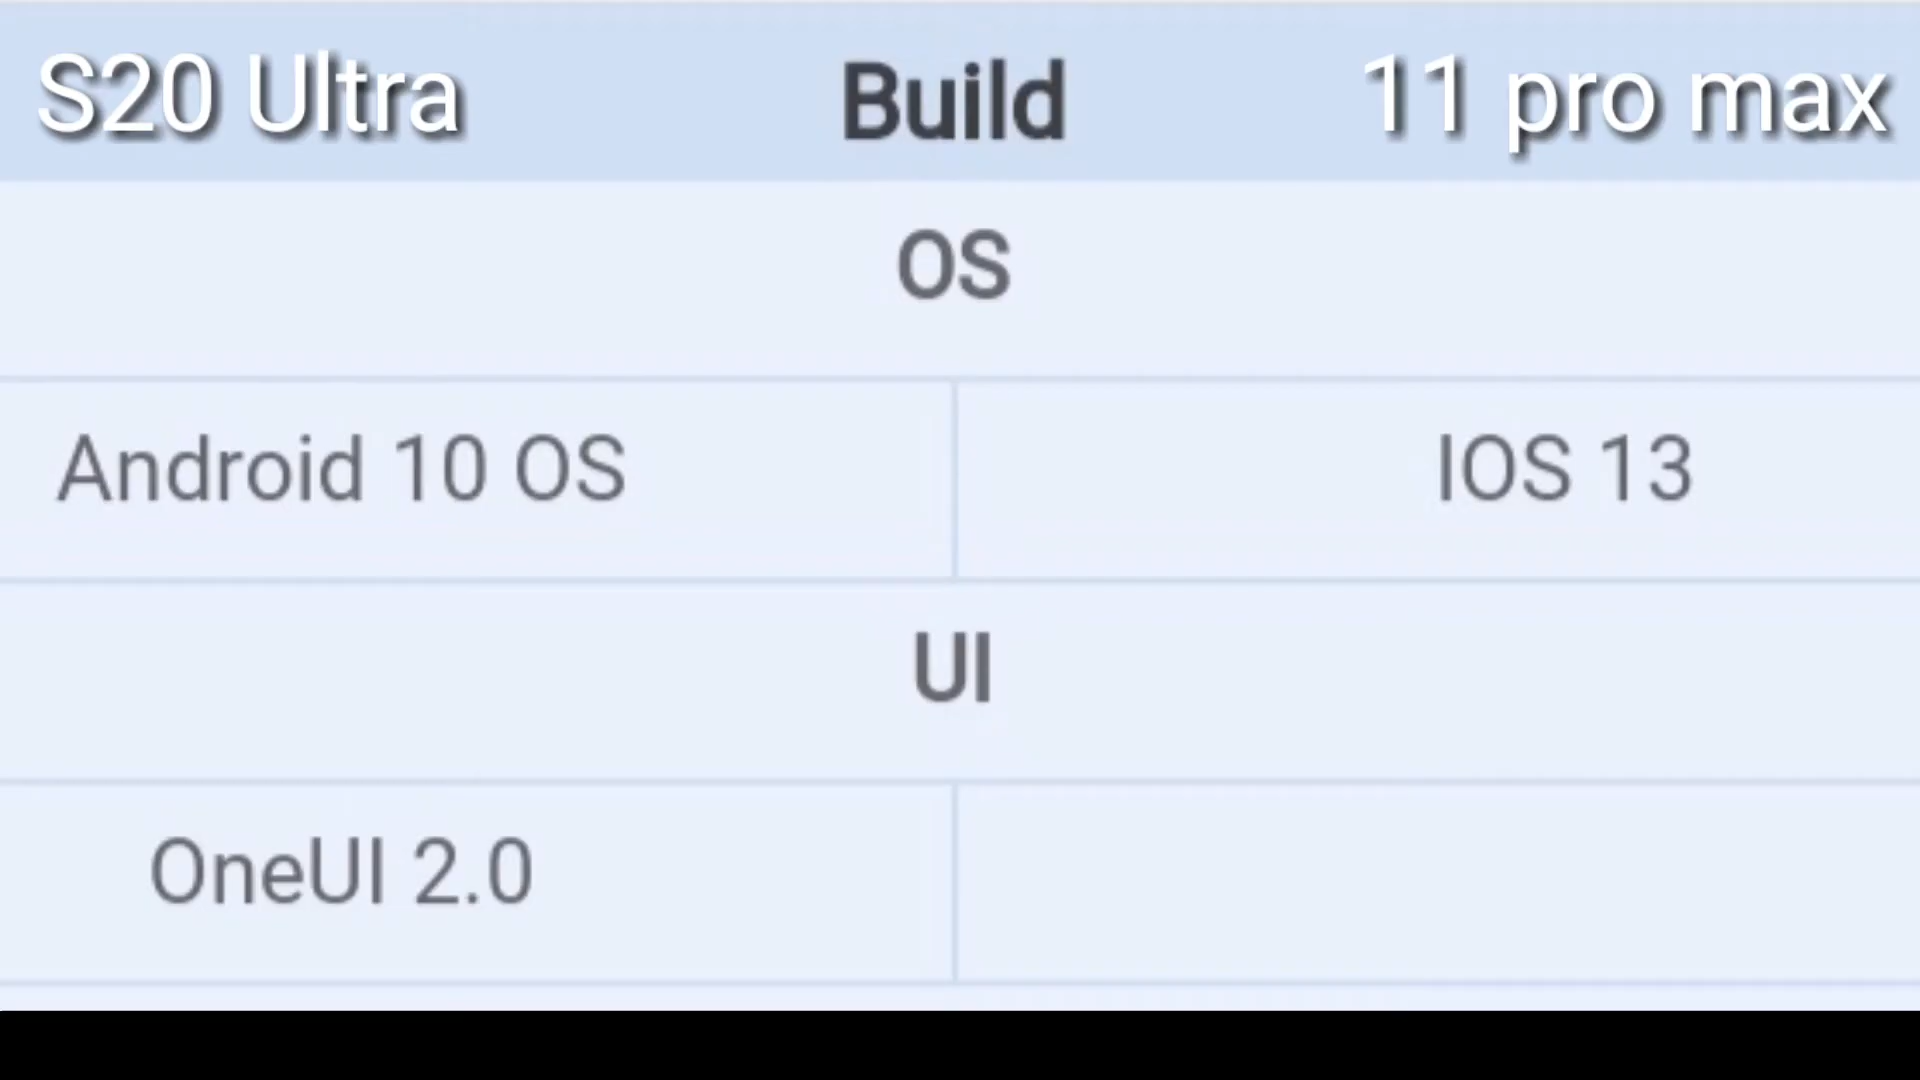 S20 Ultra Build 11 pro max
OS
Android 10 OS IOS 13
UI
OneUI 2.0